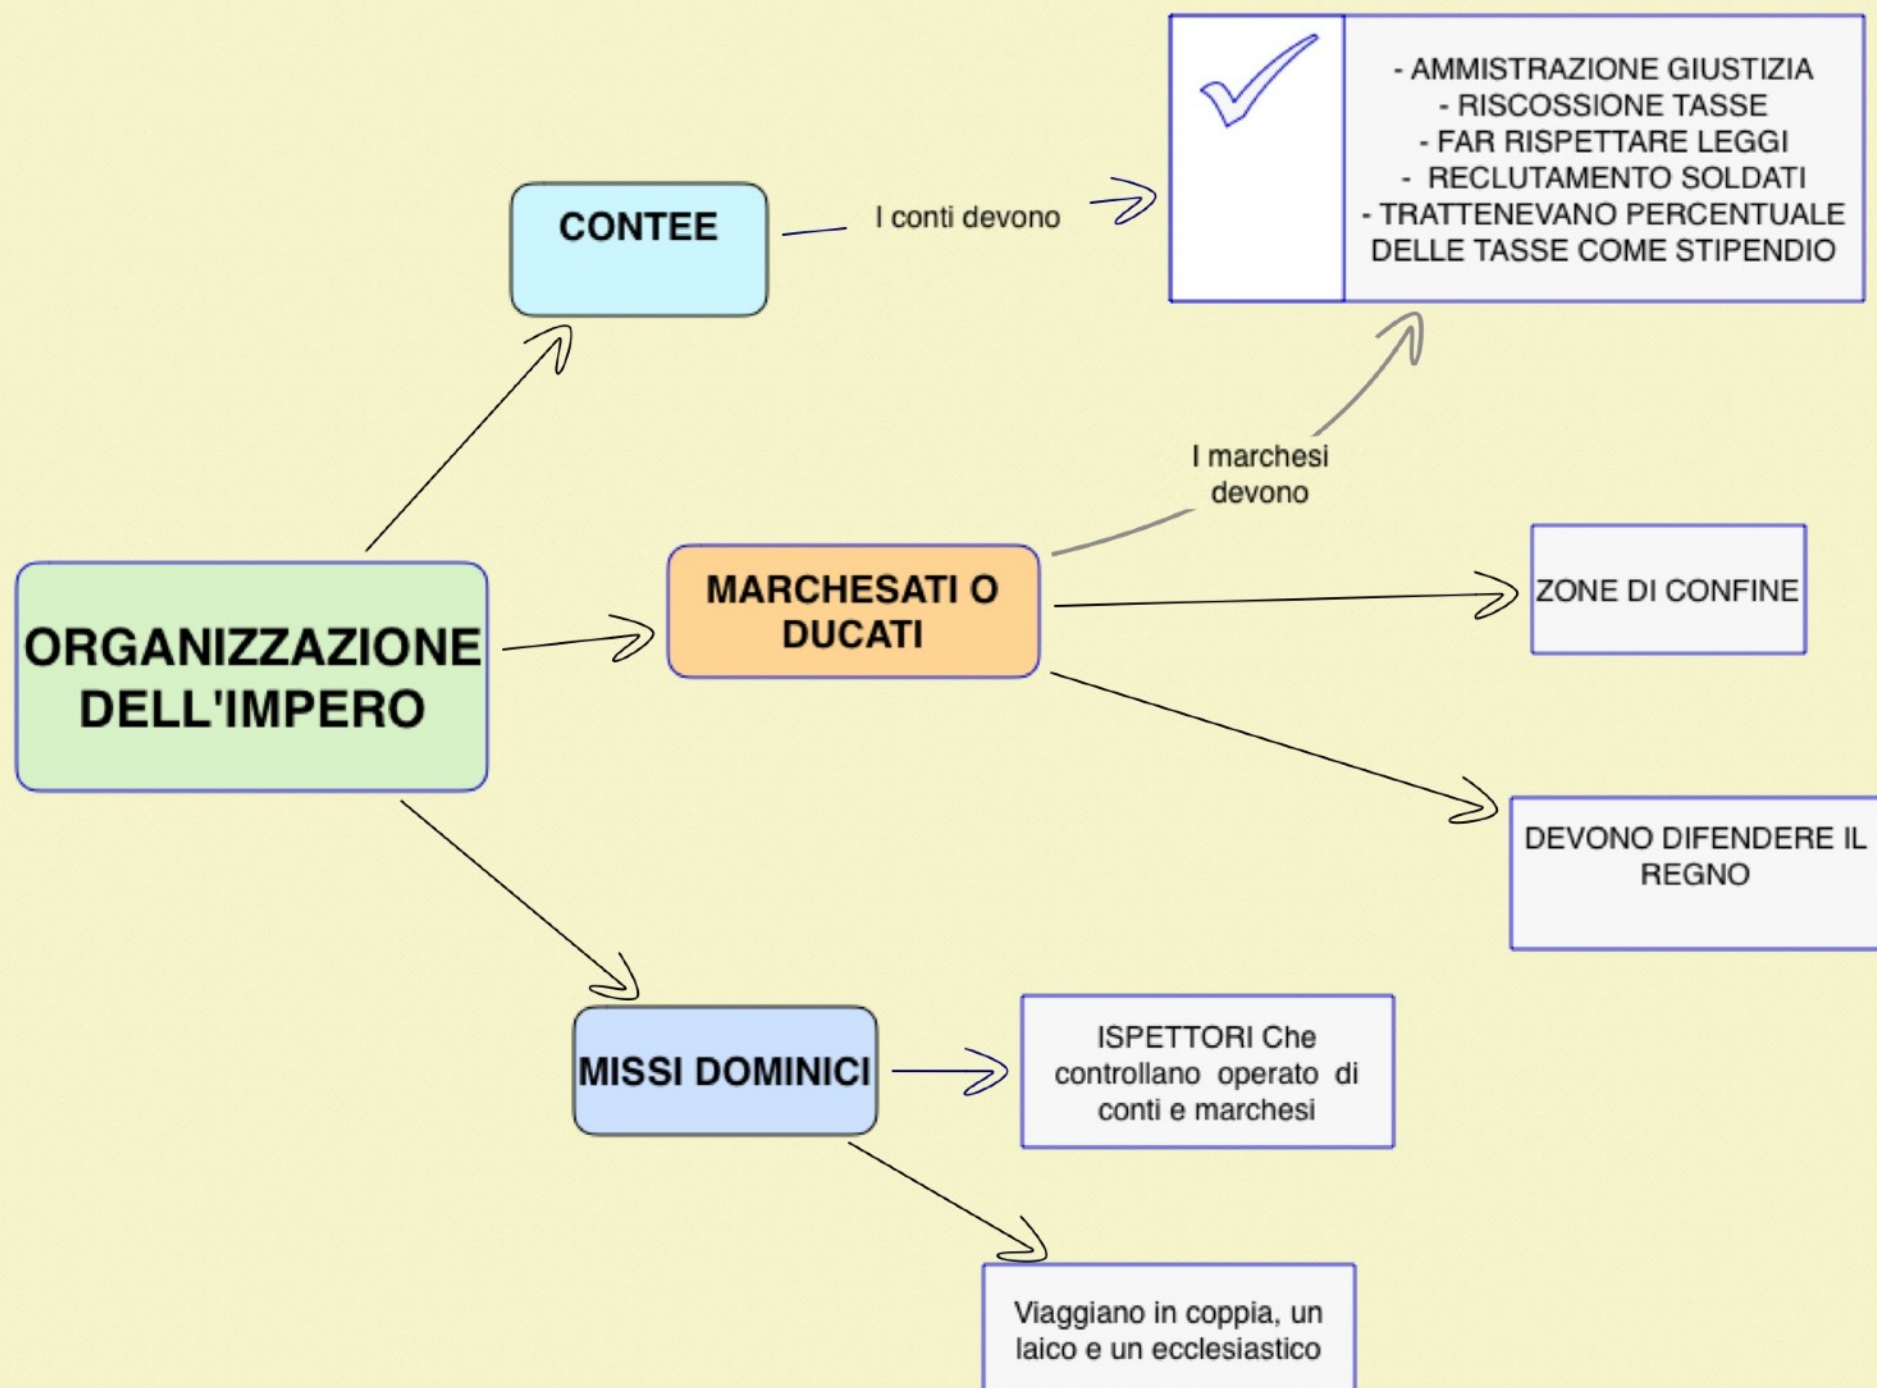 - AMMISTRAZIONE GIUSTIZIA
- RISCOSSIONE TASSE
- FAR RISPETTARE LEGGI
- RECLUTAMENTO SOLDATI
- TRATTENEVANO PERCENTUALE
DELLE TASSE COME STIPENDIO
CONTEE
I conti devono
I marchesi
devono
MARCHESATI O
DUCATI
ZONE DI CONFINE
ORGANIZZAZIONE
DELL'IMPERO
DEVONO DIFENDERE IL
REGNO
MISSI DOMINICI
ISPETTORI Che
controllano operato di
conti e marchesi
Viaggiano in coppia, un
laico e un ecclesiastico